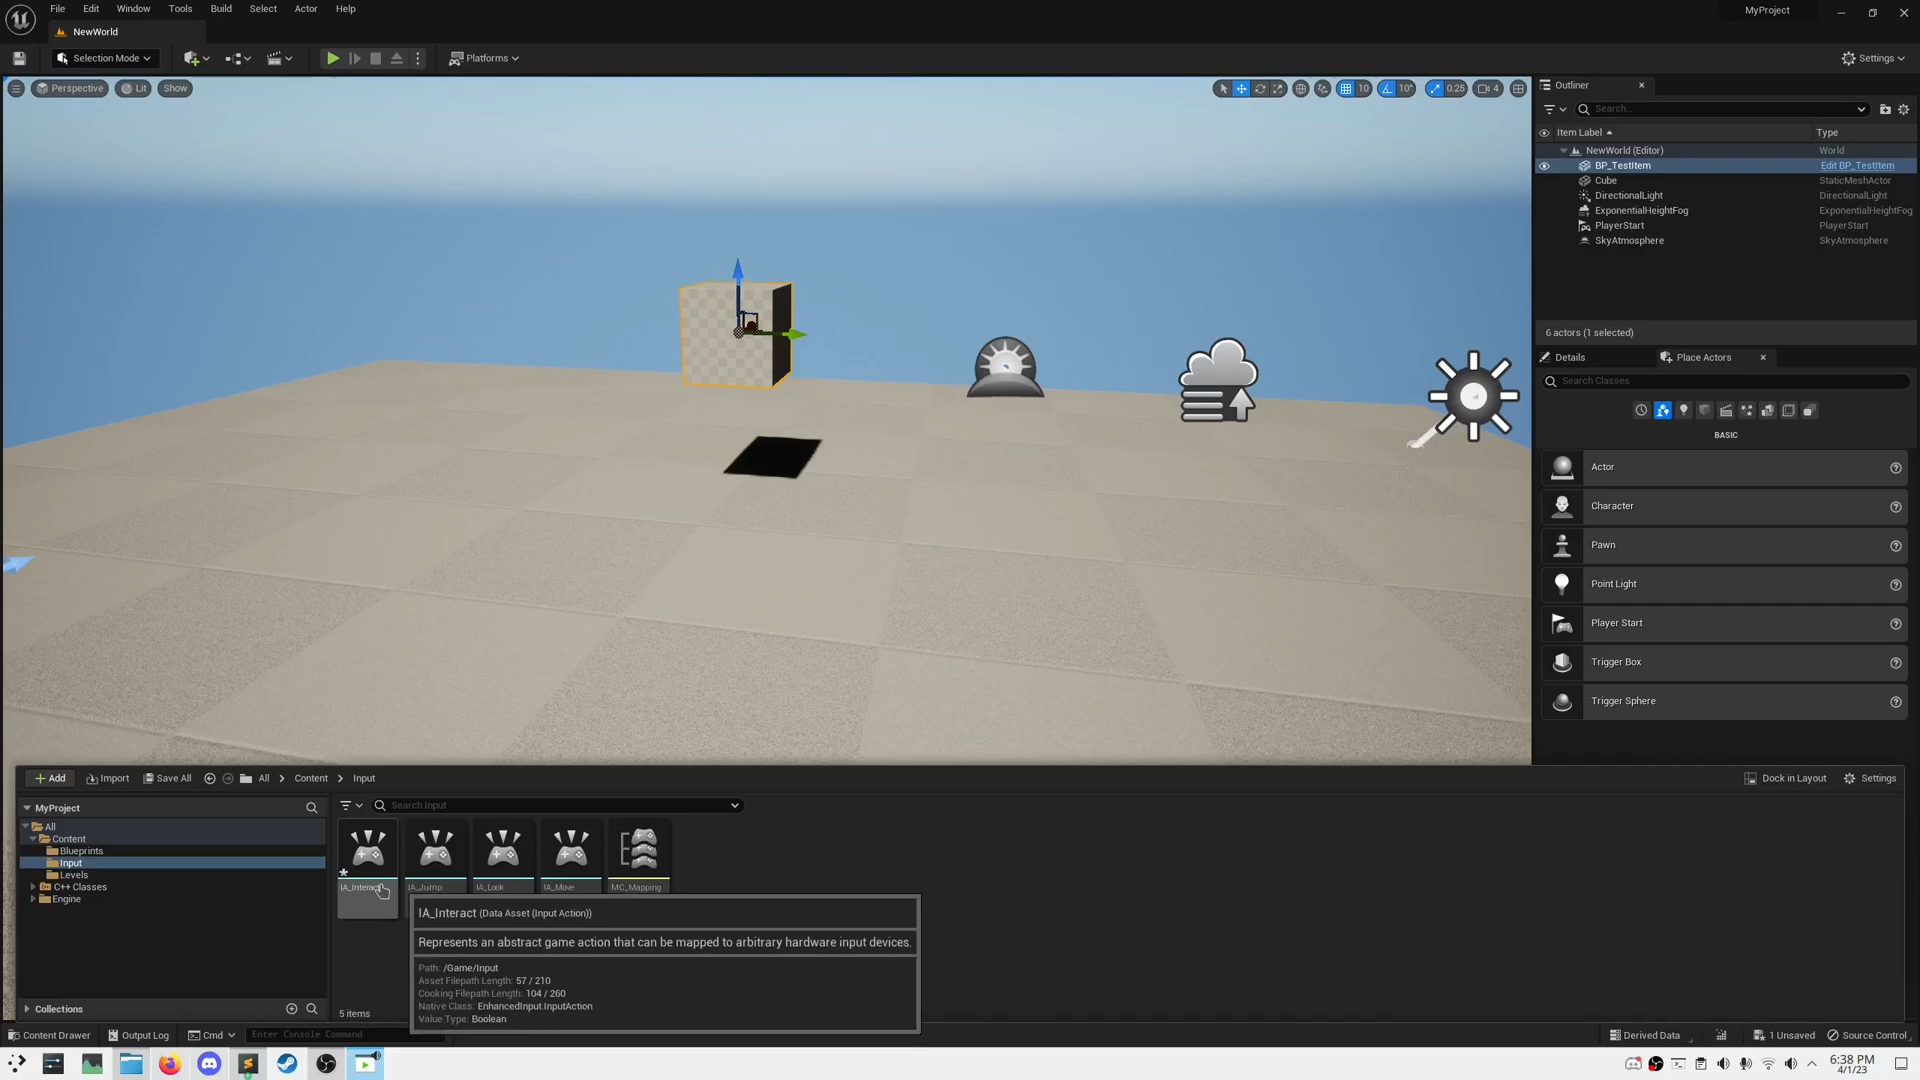 File Edit Window Tools Build Select Actor Help
MyProject
NewWorld
Selection Mode
Platforms
Settings
Perspective
Lit
Show
10
10°
0.25
4
Outliner
Search...
Item Label
Type
NewWorld (Editor)
World
BP_TestItem
Edit BP_TestItem
Cube
StaticMeshActor
DirectionalLight
DirectionalLight
ExponentialHeightFog
ExponentialHeightFog
PlayerStart
PlayerStart
SkyAtmosphere
SkyAtmosphere
6 actors (1 selected)
Details
Place Actors
Search Classes
BASIC
Actor
Character
Pawn
Point Light
Player Start
Trigger Box
Trigger Sphere
Add
Import
Save All
All
Content
Input
Dock in Layout
Settings
MyProject
All
Content
Blueprints
Input
Levels
C++ Classes
Engine
Collections
Search Input
IA_Interact
IA_Jump
IA_Look
IA_Move
MC_Mapping
IA_Interact (Data Asset (Input Action))
Represents an abstract game action that can be mapped to arbitrary hardware input devices.
Path: /Game/Input
Asset Filepath Length: 57 / 210
Cooking Filepath Length: 104 / 260
Native Class: EnhancedInput.InputAction
Value Type: Boolean
5 items
Content Drawer
Output Log
Cmd
Enter Console Command
Derived Data
1 Unsaved
Source Control
6:38 PM
4/1/23